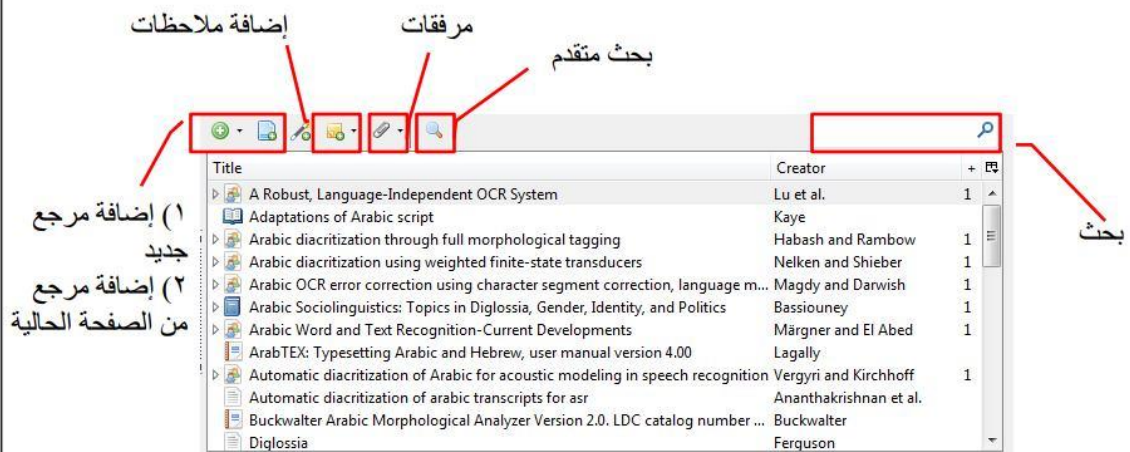 إضافة ملاحظات
مرفقات
بحث متقدم
Title Creator +
A Robust, Language-Independent OCR System Lu et al. 1
Adaptations of Arabic script Kaye
Arabic diacritization through full morphological tagging Habash and Rambow 1
Arabic diacritization using weighted finite-state transducers Nelken and Shieber 1
Arabic OCR error correction using character segment correction, language m... Magdy and Darwish 1
Arabic Sociolinguistics: Topics in Diglossia, Gender, Identity, and Politics Bassiouney 1
Arabic Word and Text Recognition-Current Developments Märgner and El Abed 1
ArabTEX: Typesetting Arabic and Hebrew, user manual version 4.00 Lagally
Automatic diacritization of Arabic for acoustic modeling in speech recognition Vergyri and Kirchhoff 1
Automatic diacritization of arabic transcripts for asr Ananthakrishnan et al.
Buckwalter Arabic Morphological Analyzer Version 2.0. LDC catalog number ... Buckwalter
Diglossia Ferguson
بحث
١) إضافة مرجع
جديد
٢) إضافة مرجع
من الصفحة الحالية